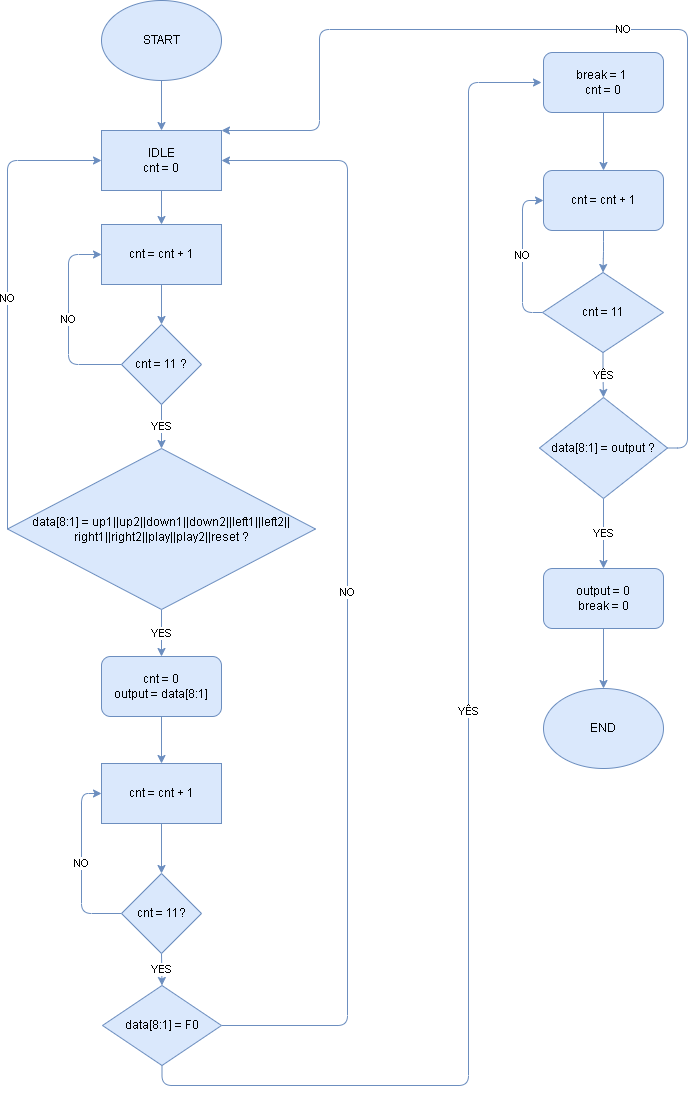 START
IDLE
cnt = 0
cnt = cnt + 1
NO
cnt = 11 ?
YES
NO
data[8:1] = up1||up2||down1||down2||left1||left2||
right1||right2||play||play2||reset ?
YES
cnt = 0
output = data[8:1]
cnt = cnt + 1
NO
cnt = 11?
YES
data[8:1] = F0
NO
YES
break = 1
cnt = 0
cnt = cnt + 1
NO
cnt = 11
YES
data[8:1] = output ?
NO
YES
output = 0
break = 0
END